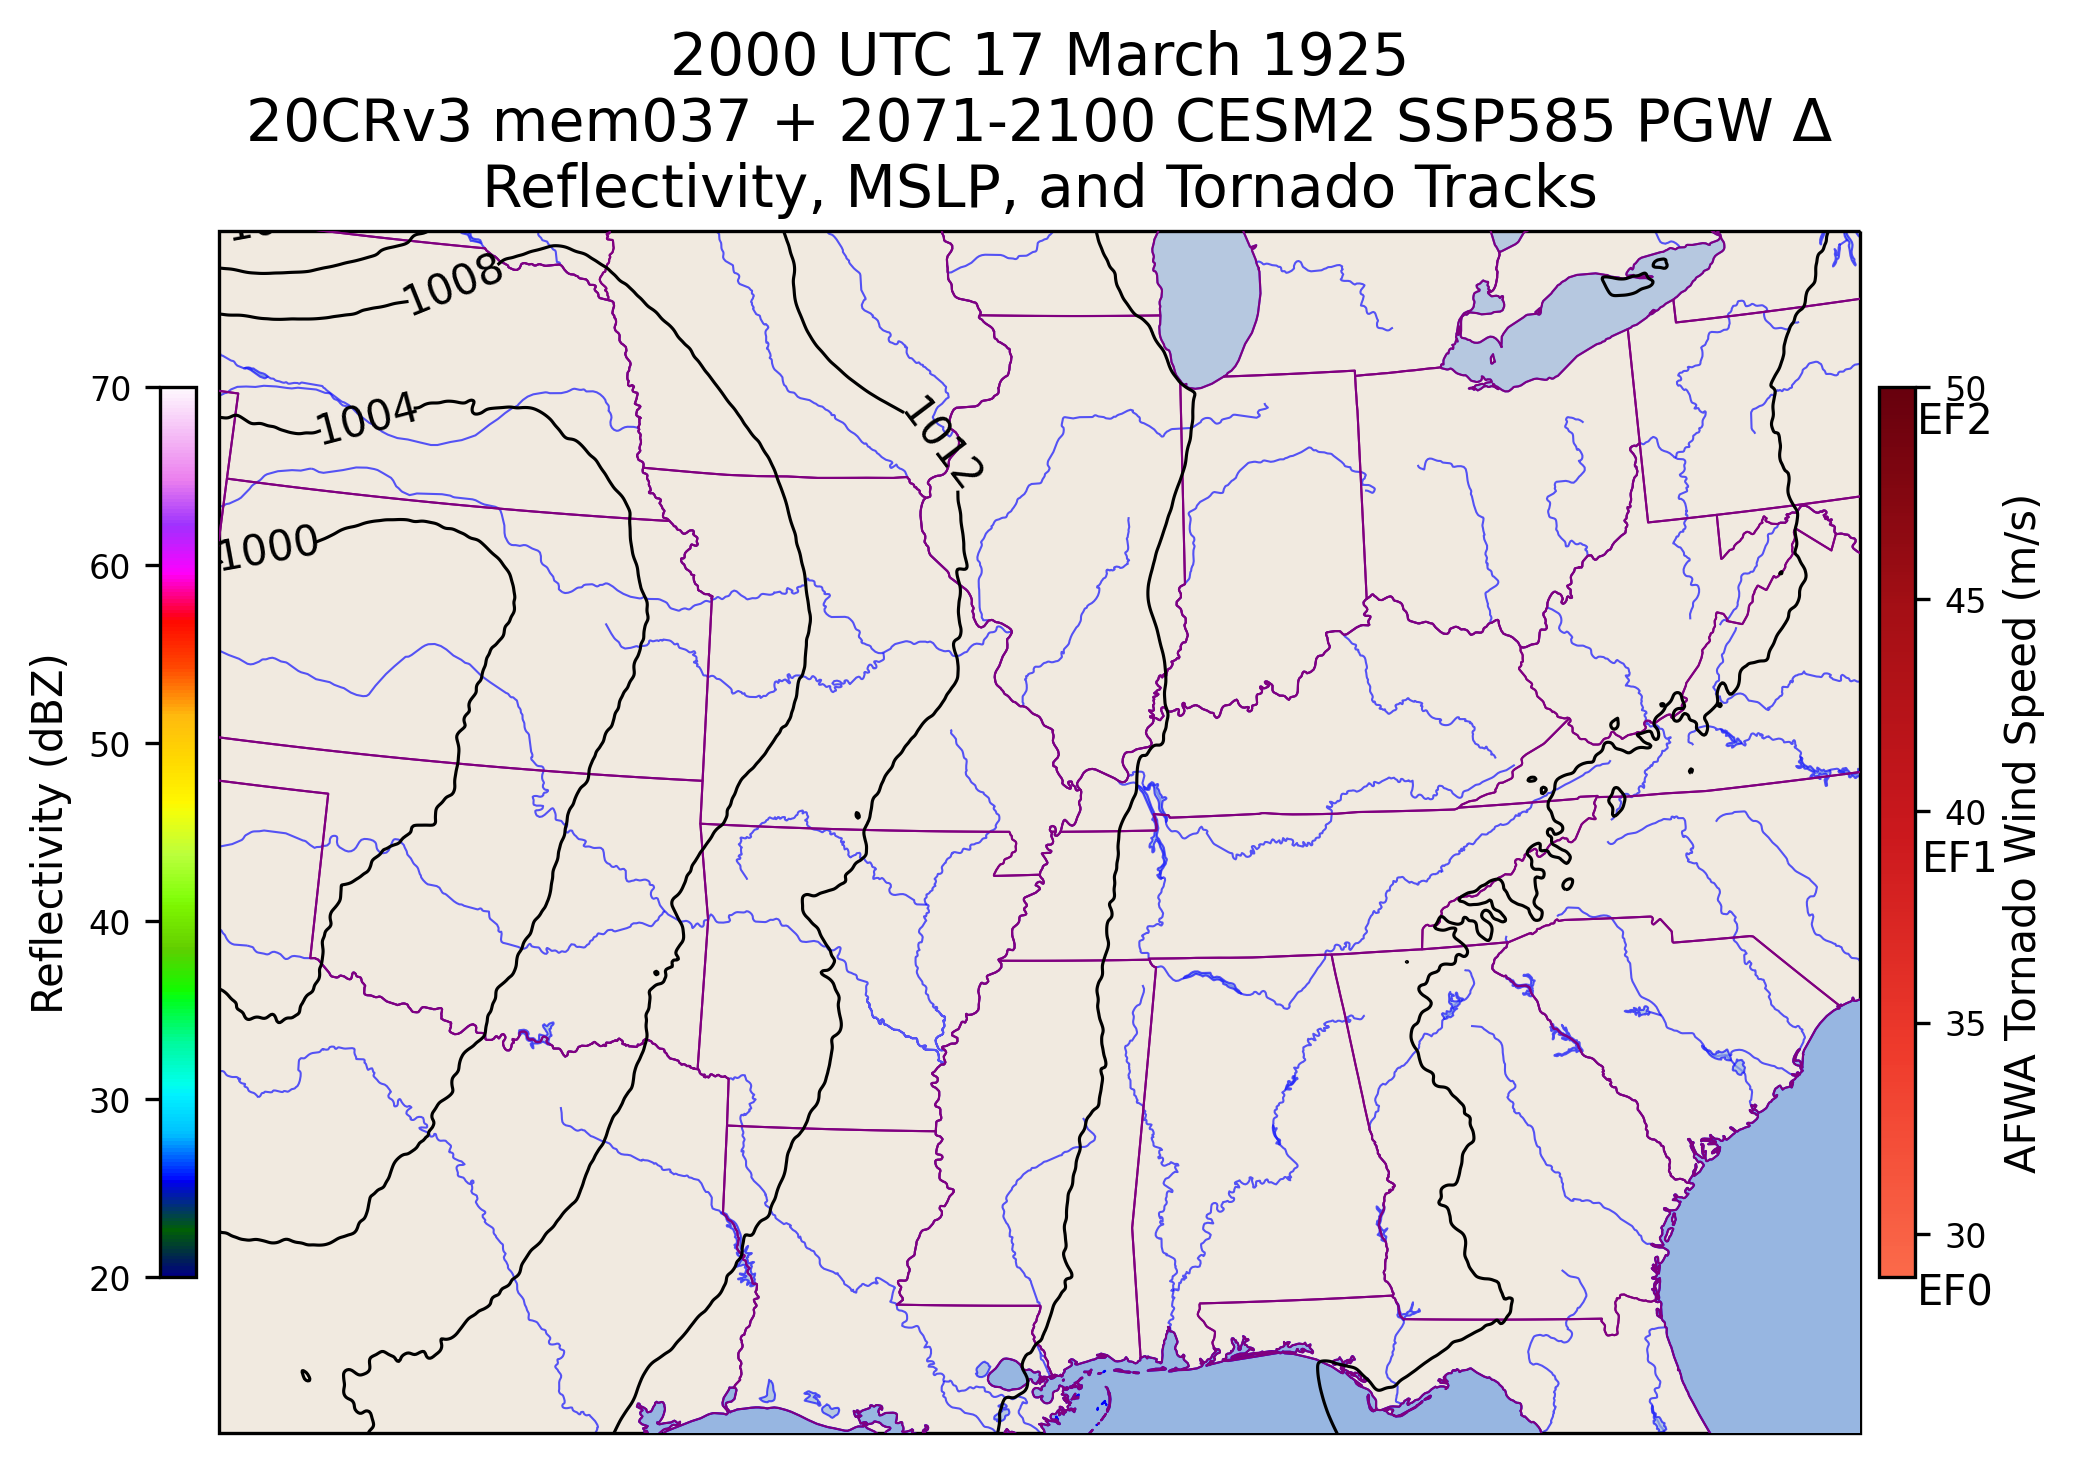 2000 UTC 17 March 1925
20CRv3 mem037 + 2071-2100 CESM2 SSP585 PGW Δ
Reflectivity, MSLP, and Tornado Tracks
1008
1004
1000
1012
70
60
50
40
30
20
Reflectivity (dBZ)
50
EF2
45
40
EF1
35
30
EF0
AFWA Tornado Wind Speed (m/s)